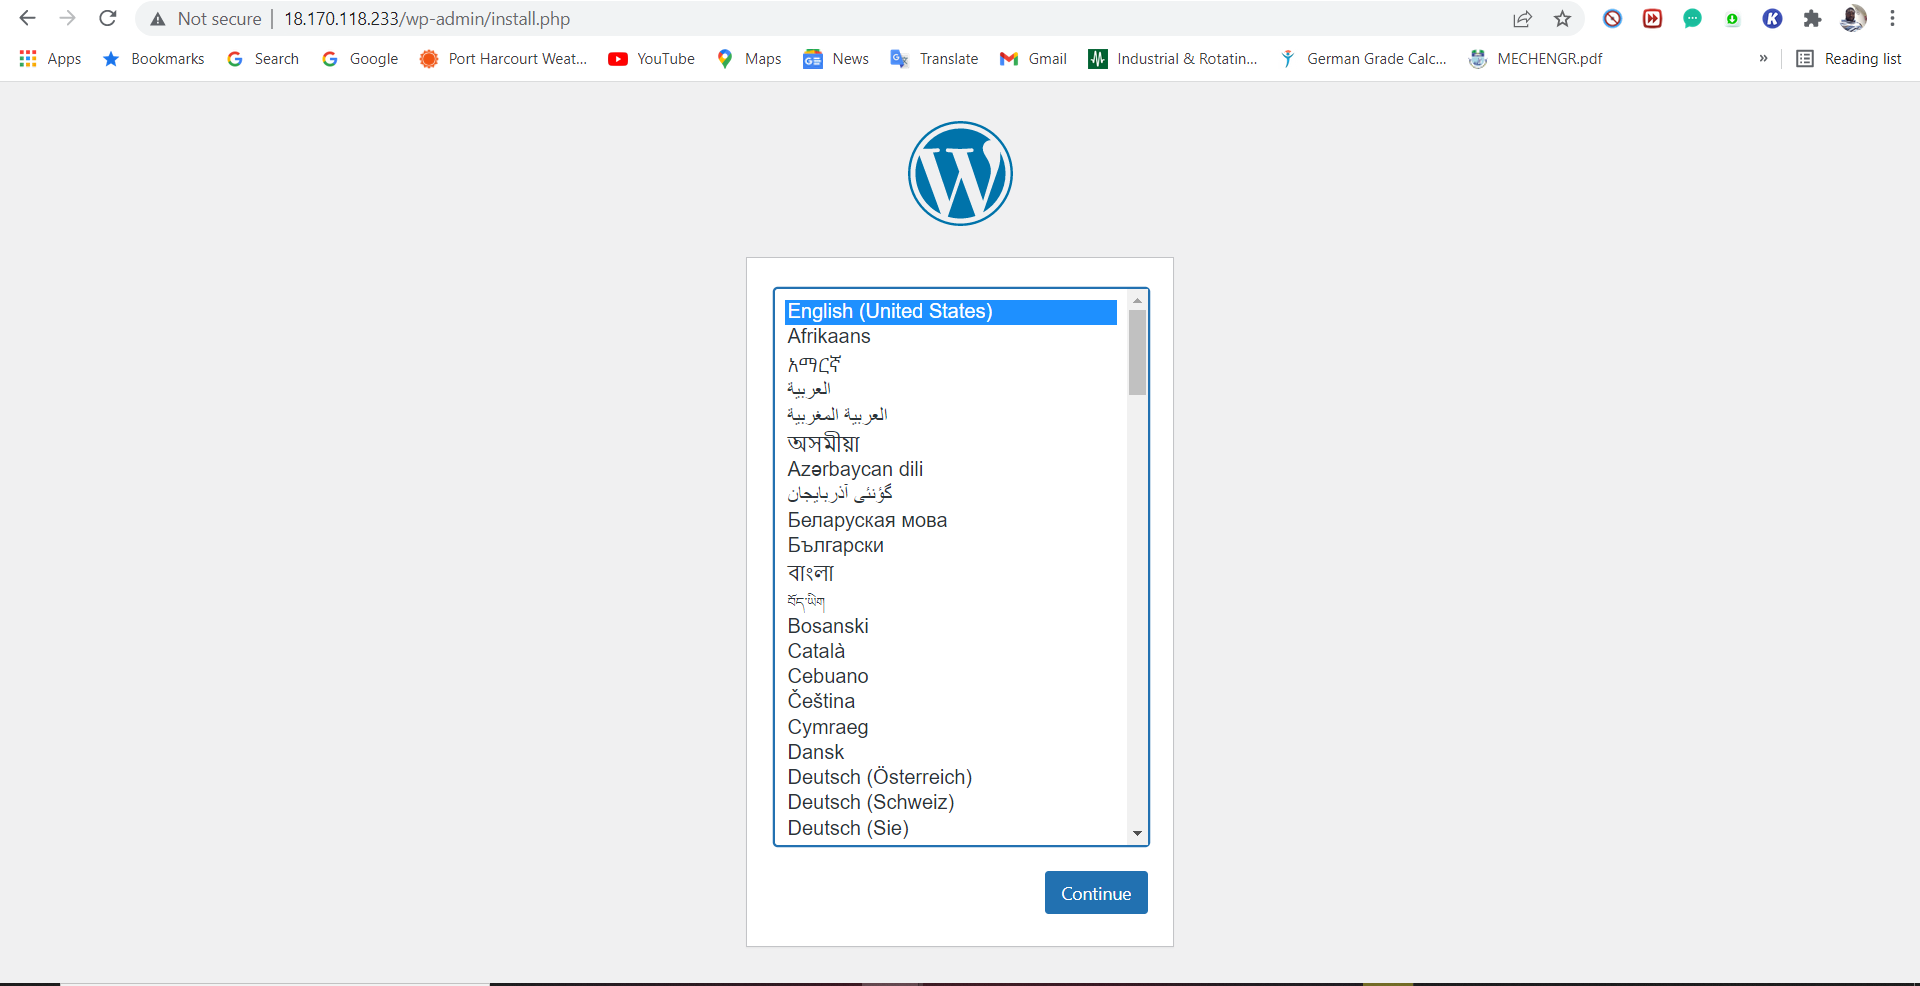 Not secure | 18.170.118.233/wp-admin/install.php
Apps Bookmarks Search Google Port Harcourt Weat... YouTube Maps News Translate Gmail Industrial & Rotatin... German Grade Calc... MECHENGR.pdf » Reading list
English (United States)
Afrikaans
አማርኛ
العربية
العربية المغربية
অসমীয়া
Azərbaycan dili
گؤنئی آذربایجان
Беларуская мова
Български
বাংলা
བོད་ཡིག
Bosanski
Català
Cebuano
Čeština
Cymraeg
Dansk
Deutsch (Österreich)
Deutsch (Schweiz)
Deutsch (Sie)
Continue